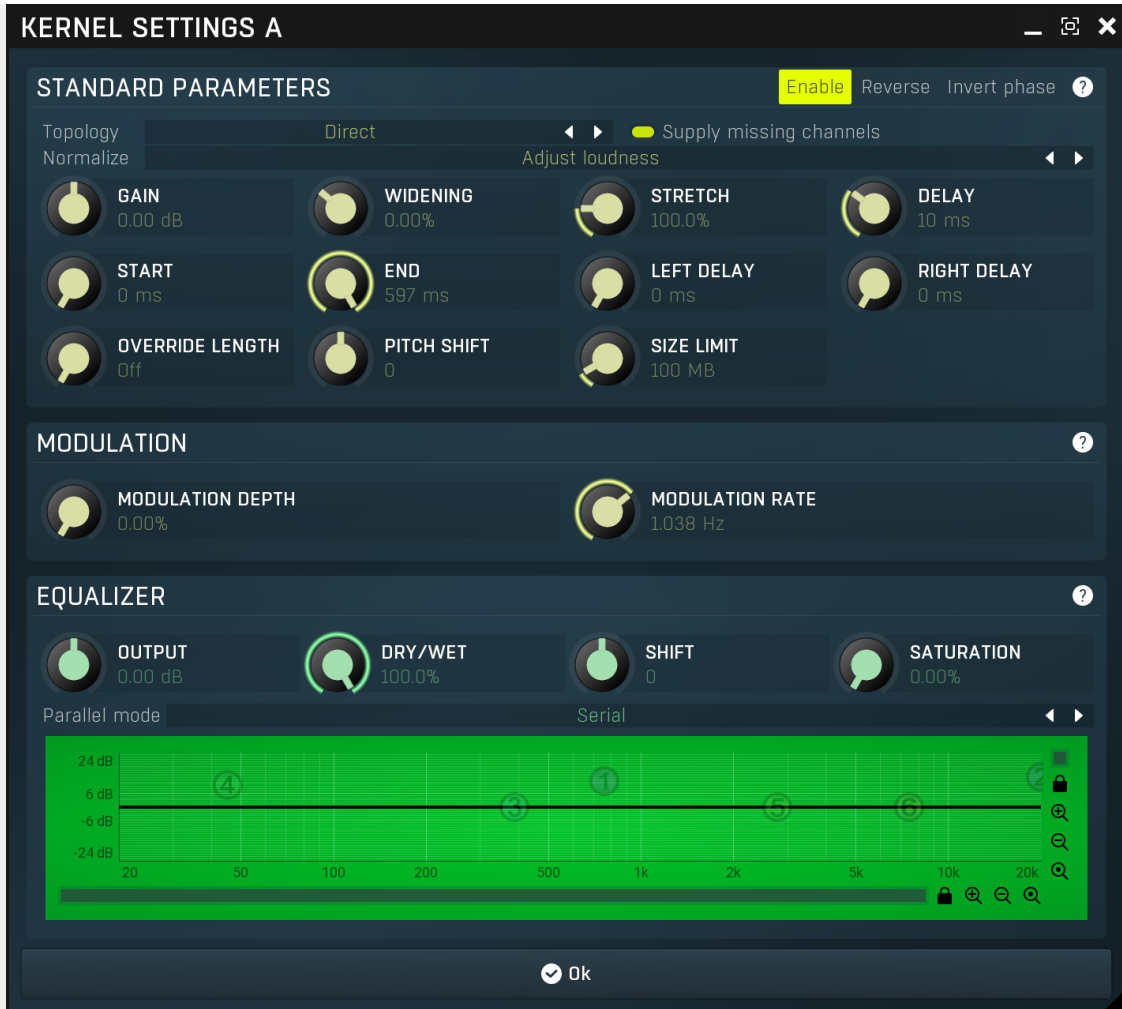 KERNEL SETTINGS A
STANDARD PARAMETERS Enable Reverse Invert phase ?
Topology Direct Supply missing channels
Normalize Adjust loudness
GAIN WIDENING STRETCH DELAY
0.00 dB 0.00% 100.0% 10 ms
START END LEFT DELAY RIGHT DELAY
0 ms 597 ms 0 ms 0 ms
OVERRIDE LENGTH PITCH SHIFT SIZE LIMIT
Off 0 100 MB
MODULATION ?
MODULATION DEPTH MODULATION RATE
0.00% 1.038 Hz
EQUALIZER ?
OUTPUT DRY/WET SHIFT SATURATION
0.00 dB 100.0% 0 0.00%
Parallel mode Serial
24 dB
4 1 2
6 dB
3 5 6
-6 dB
-24 dB
20 50 100 200 500 1k 2k 5k 10k 20k
Ok